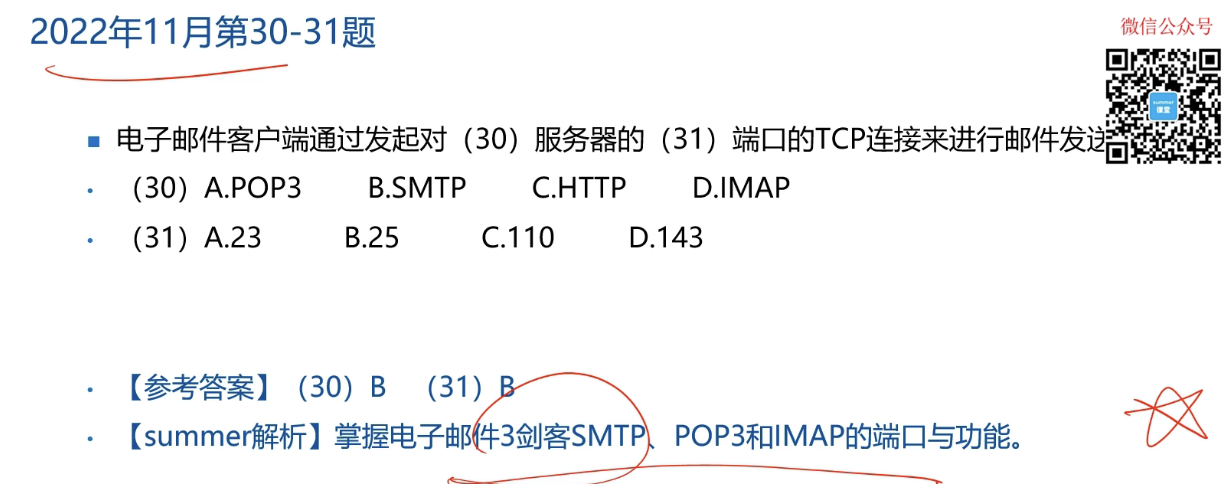 2022年11月第30-31题
微信公众号
summer
课堂
电子邮件客户端通过发起对（30）服务器的（31）端口的TCP连接来进行邮件发送
（30）A.POP3 B.SMTP C.HTTP D.IMAP
（31）A.23 B.25 C.110 D.143
【参考答案】（30）B （31）B
【summer解析】掌握电子邮件3剑客SMTP、POP3和IMAP的端口与功能。